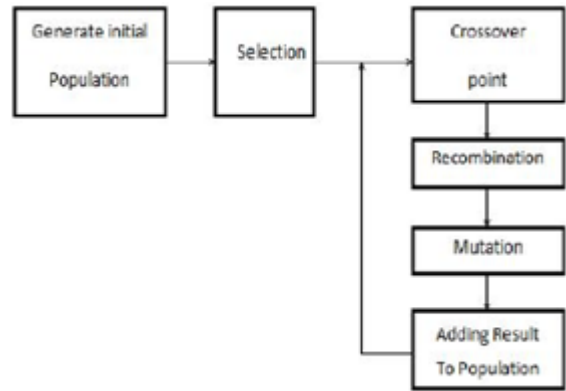 Generate initial
Population
Selection
Crossover
point
Recombination
Mutation
Adding Result
To Population